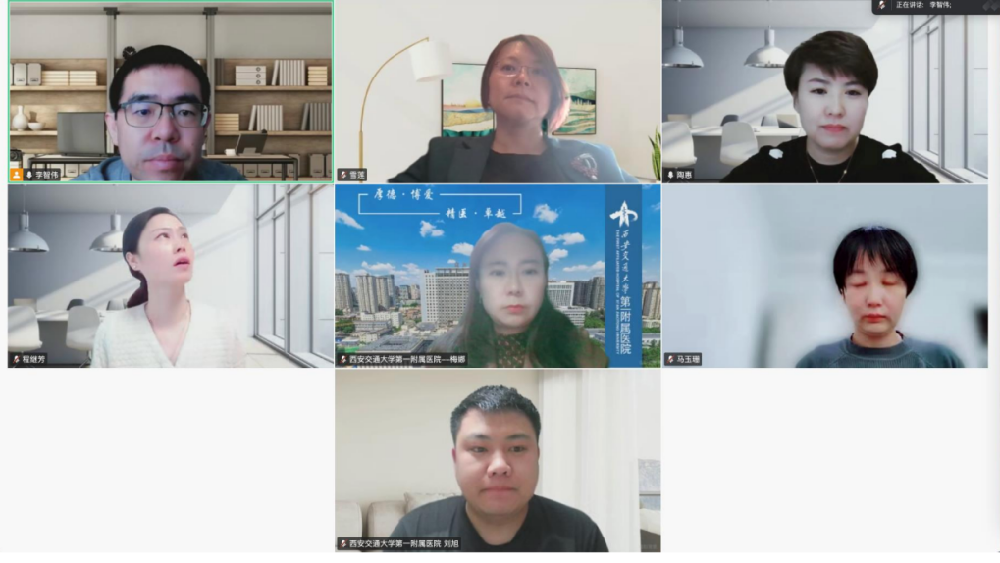 正在讲话: 李智伟;
李智伟
雪莲
陶惠
程继芳
厚德·博爱
精医·卓越
西安交通大学
第一附属医院
西安交通大学第一附属医院—梅娜
马玉珊
西安交通大学第一附属医院 刘旭